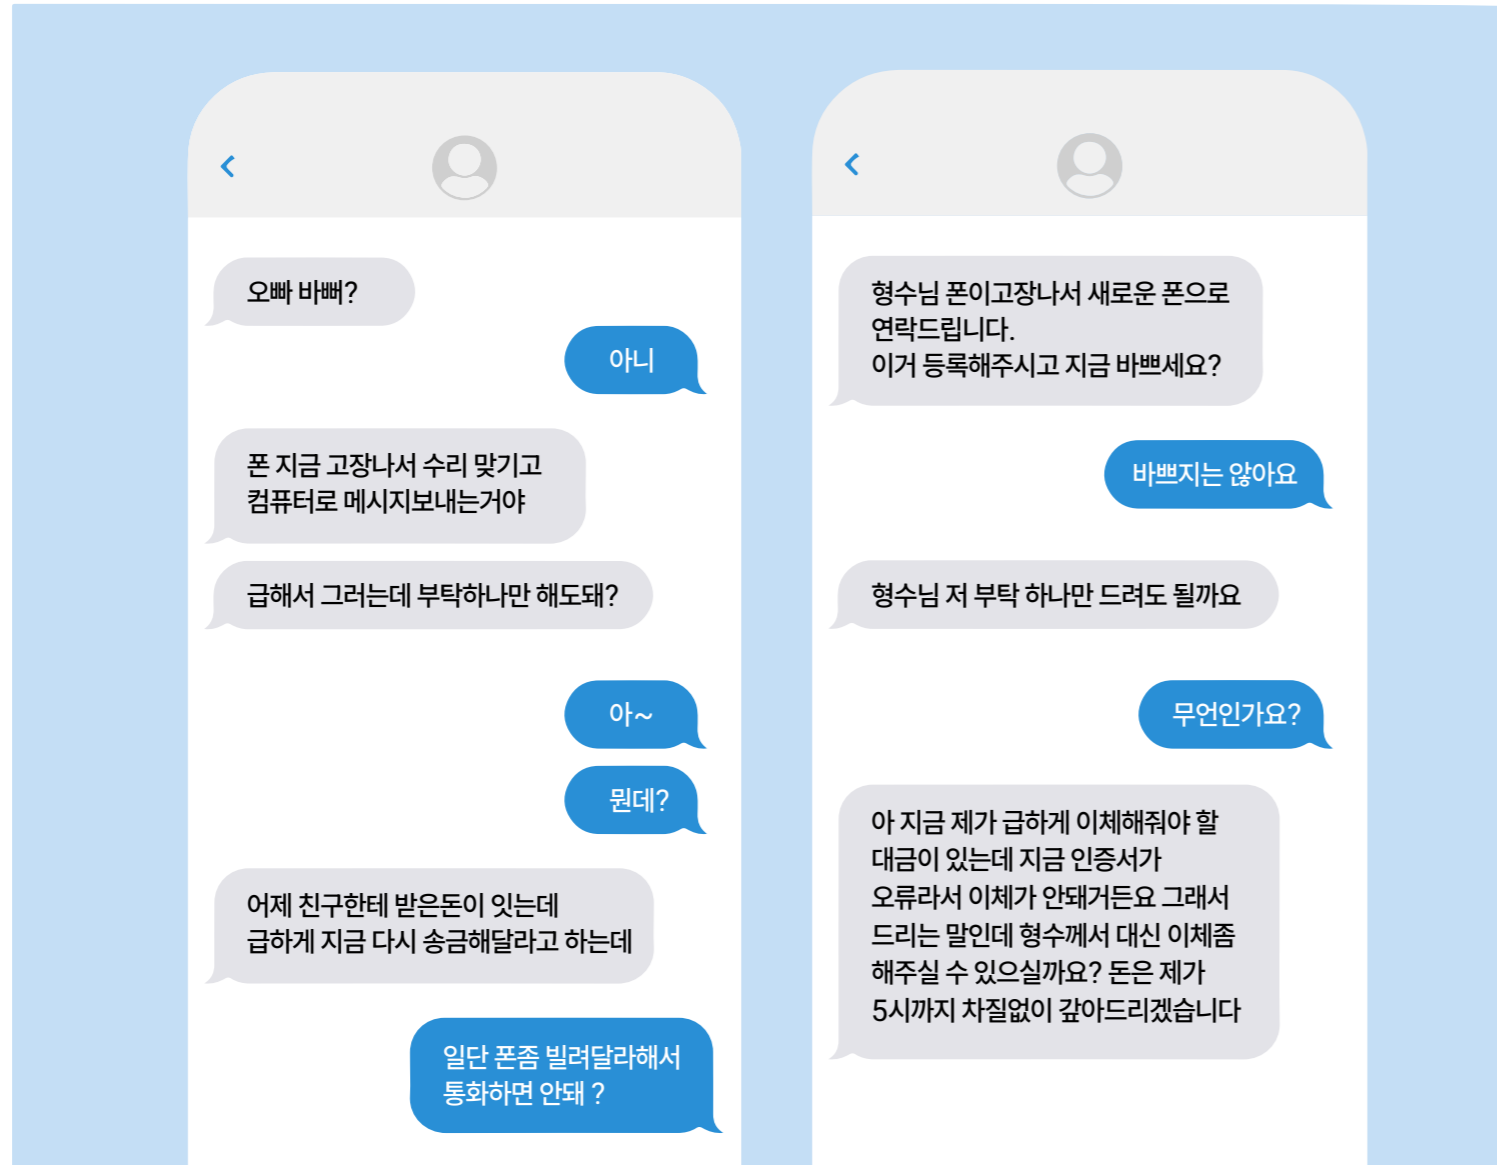 오빠 바뻐?
아니
폰 지금 고장나서 수리 맞기고
컴퓨터로 메시지보내는거야
급해서 그러는데 부탁하나만 해도돼?
아~
뭔데?
어제 친구한테 받은돈이 잇는데
급하게 지금 다시 송금해달라고 하는데
일단 폰좀 빌려달라해서
통화하면 안돼 ?
형수님 폰이고장나서 새로운 폰으로
연락드립니다.
이거 등록해주시고 지금 바쁘세요?
바쁘지는 않아요
형수님 저 부탁 하나만 드려도 될까요
무언인가요?
아 지금 제가 급하게 이체해줘야 할
대금이 있는데 지금 인증서가
오류라서 이체가 안돼거든요 그래서
드리는 말인데 형수께서 대신 이체좀
해주실 수 있으실까요? 돈은 제가
5시까지 차질없이 갚아드리겠습니다